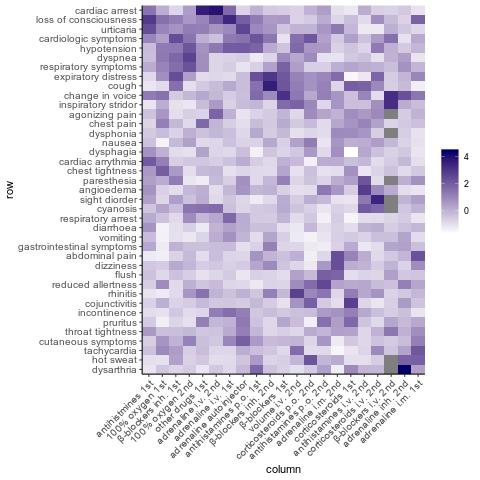 cardiac arrest
loss of consciousness
urticaria
cardiologic symptoms
hypotension
dyspnea
respiratory symptoms
expiratory distress
cough
change in voice
inspiratory stridor
agonizing pain
chest pain
dysphonia
nausea
dysphagia
cardiac arrythmia
chest tightness
paresthesia
angioedema
sight diorder
cyanosis
respiratory arrest
diarrhoea
vomiting
gastrointestinal symptoms
abdominal pain
dizziness
flush
reduced allertness
rhinitis
cojunctivitis
incontinence
pruritus
throat tightness
cutaneous symptoms
tachycardia
hot sweat
dysarthria
row
4
2
0
antihistmines 1st
100% oxygen 1st
β-blockers inh. 1st
100% oxygen 2nd
other drugs 1st
adrenaline i.v. 2nd
adrenaline i.v. 1st
adrenaline autoinjector
antihistamines p.o. 1st
β-blockers inh. 2nd
β-blockers 1st
volume i.v. 2nd
corticosteroids p.o. 2nd
antihistamines p.o. 2nd
adrenaline i.m. 2nd
corticosteroids
antihistamines i.v. 1st
corticosteroids i.v. 2nd
β-blockers i.v. 2nd
adrenaline inh. 2nd
adrenaline i.m. 1st
column